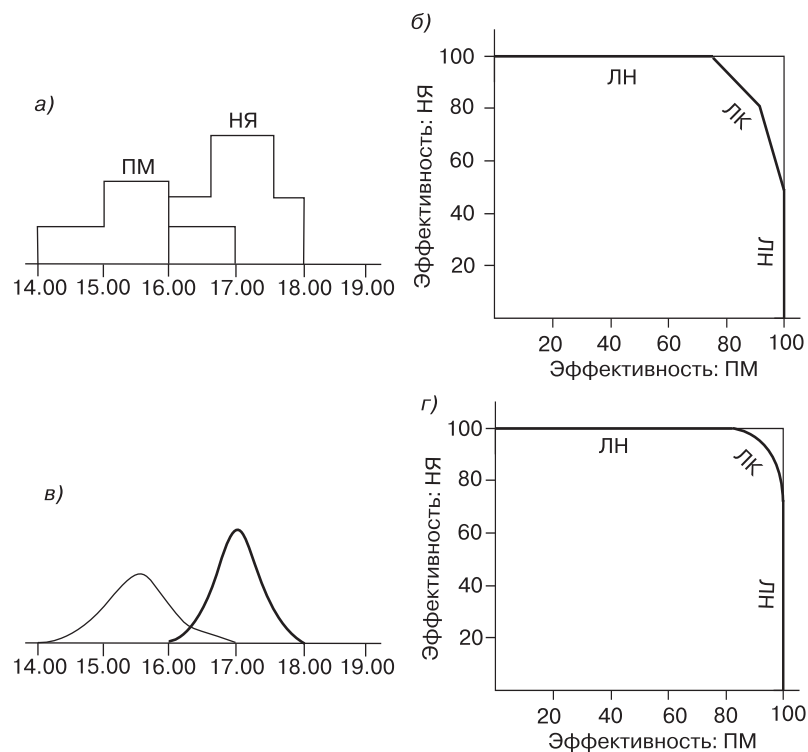 а)
НЯ
ПМ
14.00 15.00 16.00 17.00 18.00 19.00
б)
Эффективность: НЯ
100
80
60
40
20
ЛН
ЛК
ЛН
20 40 60 80 100
Эффективность: ПМ
в)
14.00 15.00 16.00 17.00 18.00 19.00
г)
Эффективность: НЯ
100
80
60
40
20
ЛН
ЛК
ЛН
20 40 60 80 100
Эффективность: ПМ